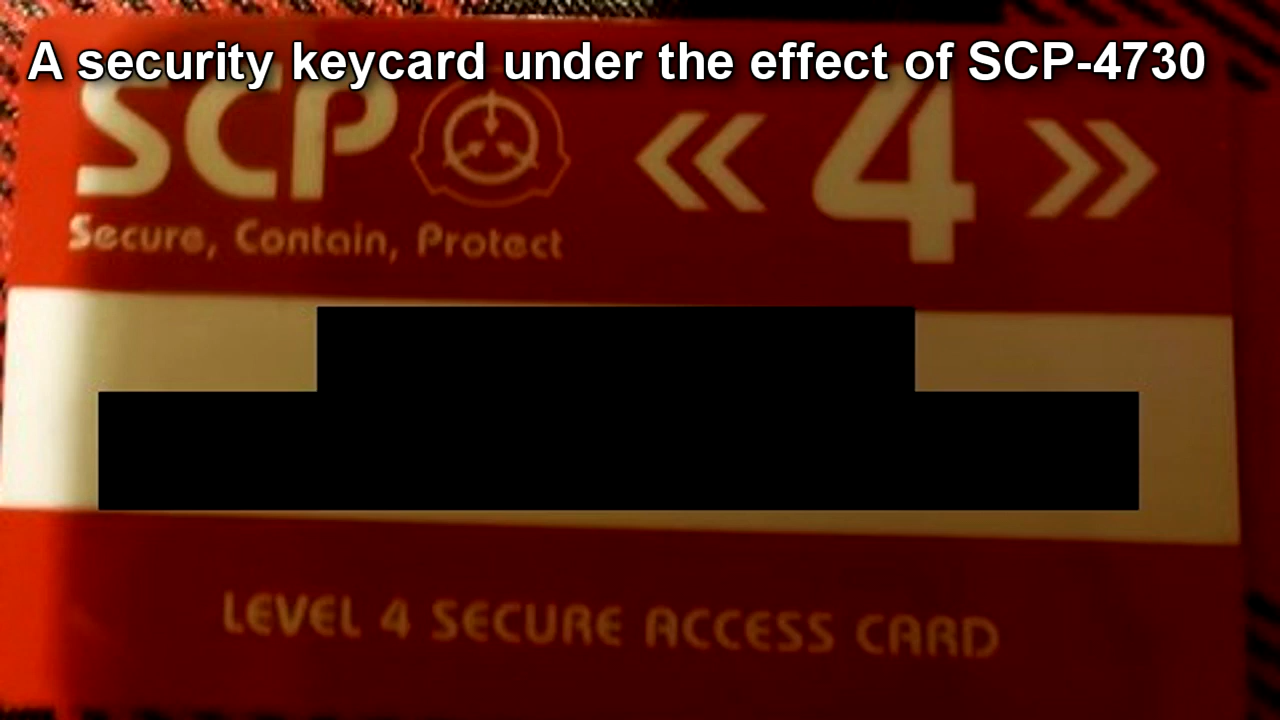 A security keycard under the effect of SCP-4730
SCP « 4 »
Secure, Contain, Protect
LEVEL 4 SECURE ACCESS CARD